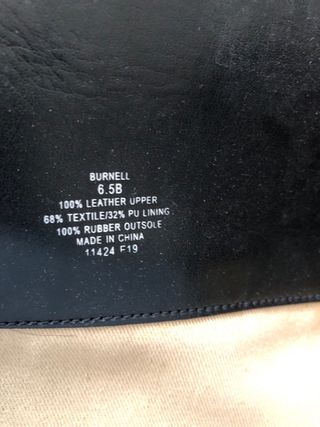 BURNELL
6.5B
100% LEATHER UPPER
68% TEXTILE/32% PU LINING
100% RUBBER OUTSOLE
MADE IN CHINA
11424 F19